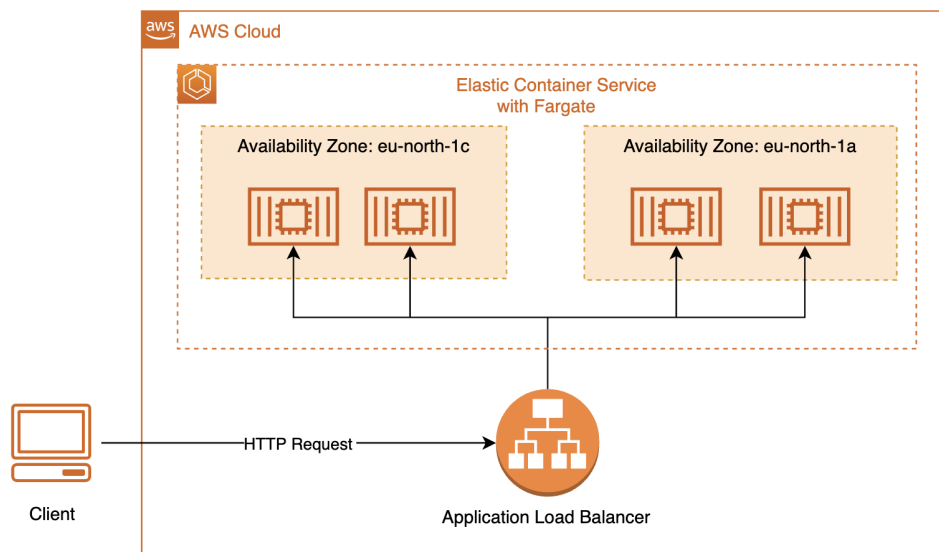 aws
AWS Cloud
Elastic Container Service
with Fargate
Availability Zone: eu-north-1c
Availability Zone: eu-north-1a
HTTP Request
Client
Application Load Balancer